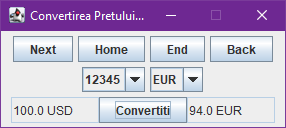 Convertirea Pretului...
Next Home End Back
12345 EUR
100.0 USD Convertiti 94.0 EUR